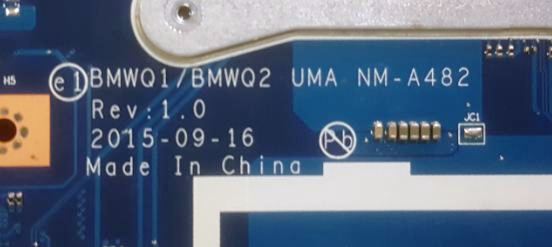 H5
e1 BMWQ1/BMWQ2 UMA NM-A482
Rev:1.0
2015-09-16
Made In China
Pb
JC1